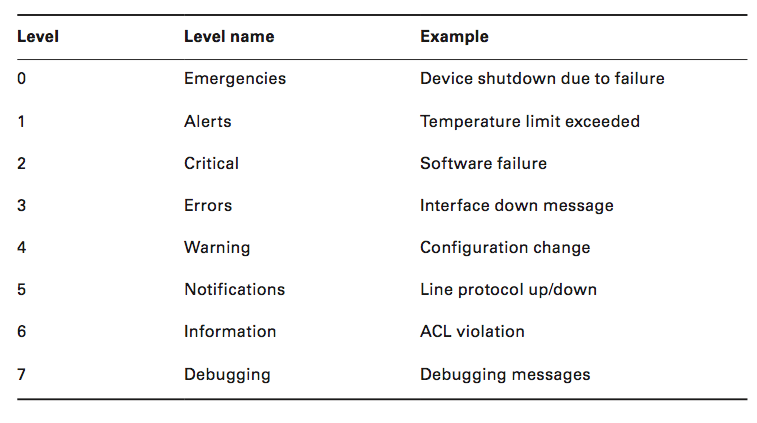 Level Level name Example
0 Emergencies Device shutdown due to failure
1 Alerts Temperature limit exceeded
2 Critical Software failure
3 Errors Interface down message
4 Warning Configuration change
5 Notifications Line protocol up/down
6 Information ACL violation
7 Debugging Debugging messages